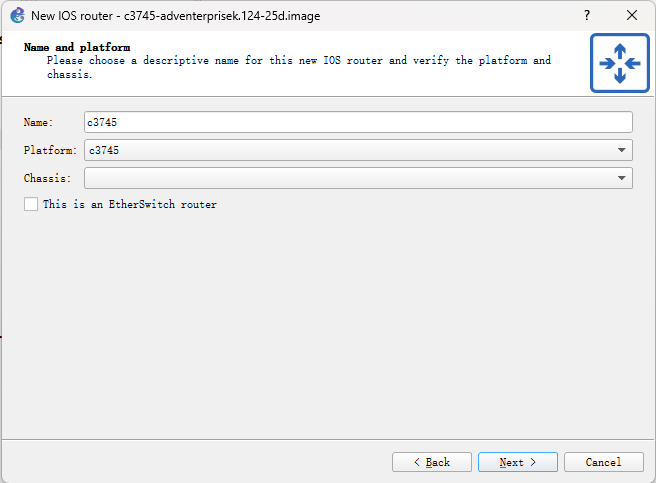 New IOS router - c3745-adventerprisek.124-25d.image
Name and platform
Please choose a descriptive name for this new IOS router and verify the platform and
chassis.
Name: c3745
Platform: c3745
Chassis:
This is an EtherSwitch router
< Back Next > Cancel